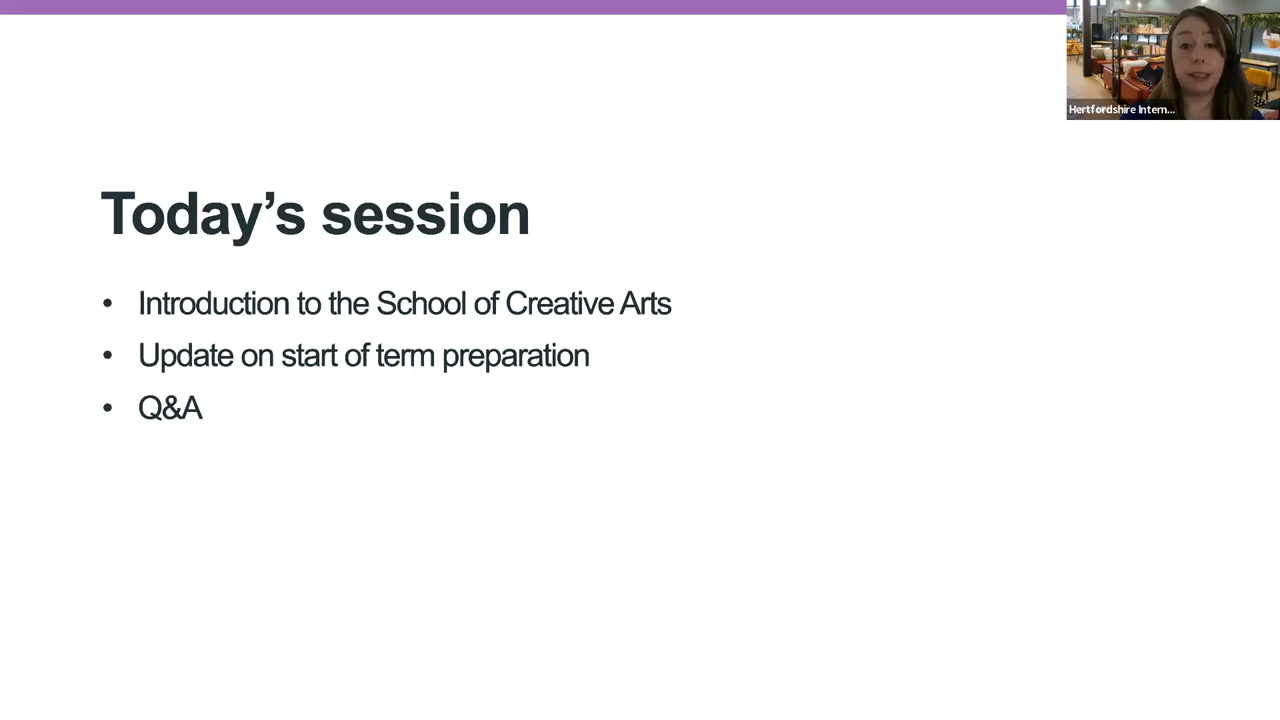 Hertfordshire Intern...
Today’s session
• Introduction to the School of Creative Arts
• Update on start of term preparation
• Q&A